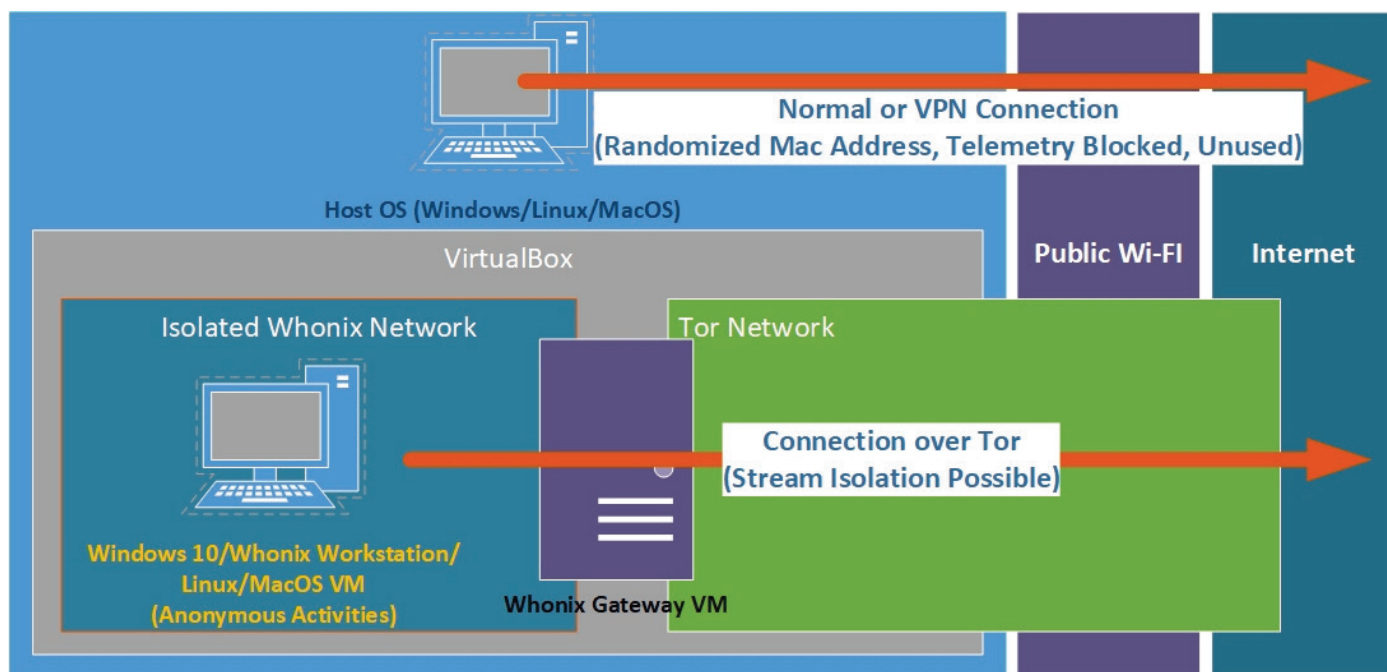 Normal or VPN Connection
(Randomized Mac Address, Telemetry Blocked, Unused)
Host OS (Windows/Linux/MacOS)
VirtualBox
Public Wi-FI
Internet
Isolated Whonix Network
Tor Network
Connection over Tor
(Stream Isolation Possible)
Windows 10/Whonix Workstation/
Linux/MacOS VM
(Anonymous Activities)
Whonix Gateway VM